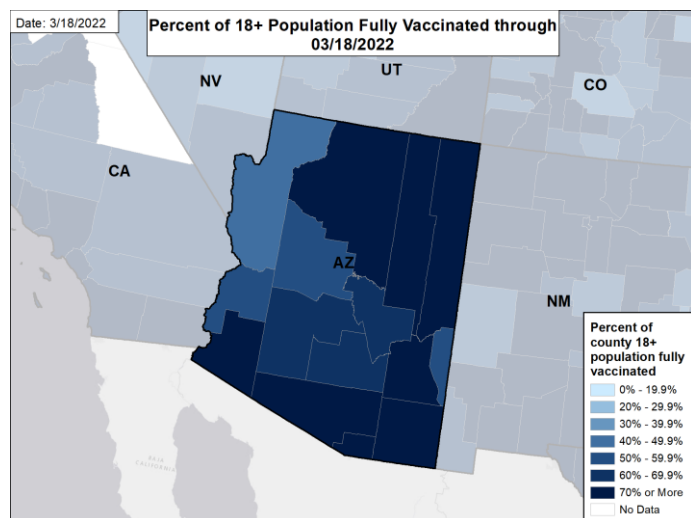 Date: 3/18/2022
Percent of 18+ Population Fully Vaccinated through
03/18/2022
NV
UT
CO
CA
AZ
NM
BAJA
CALIFORNIA
Percent of
county 18+
population fully
vaccinated
0% - 19.9%
20% - 29.9%
30% - 39.9%
40% - 49.9%
50% - 59.9%
60% - 69.9%
70% or More
No Data